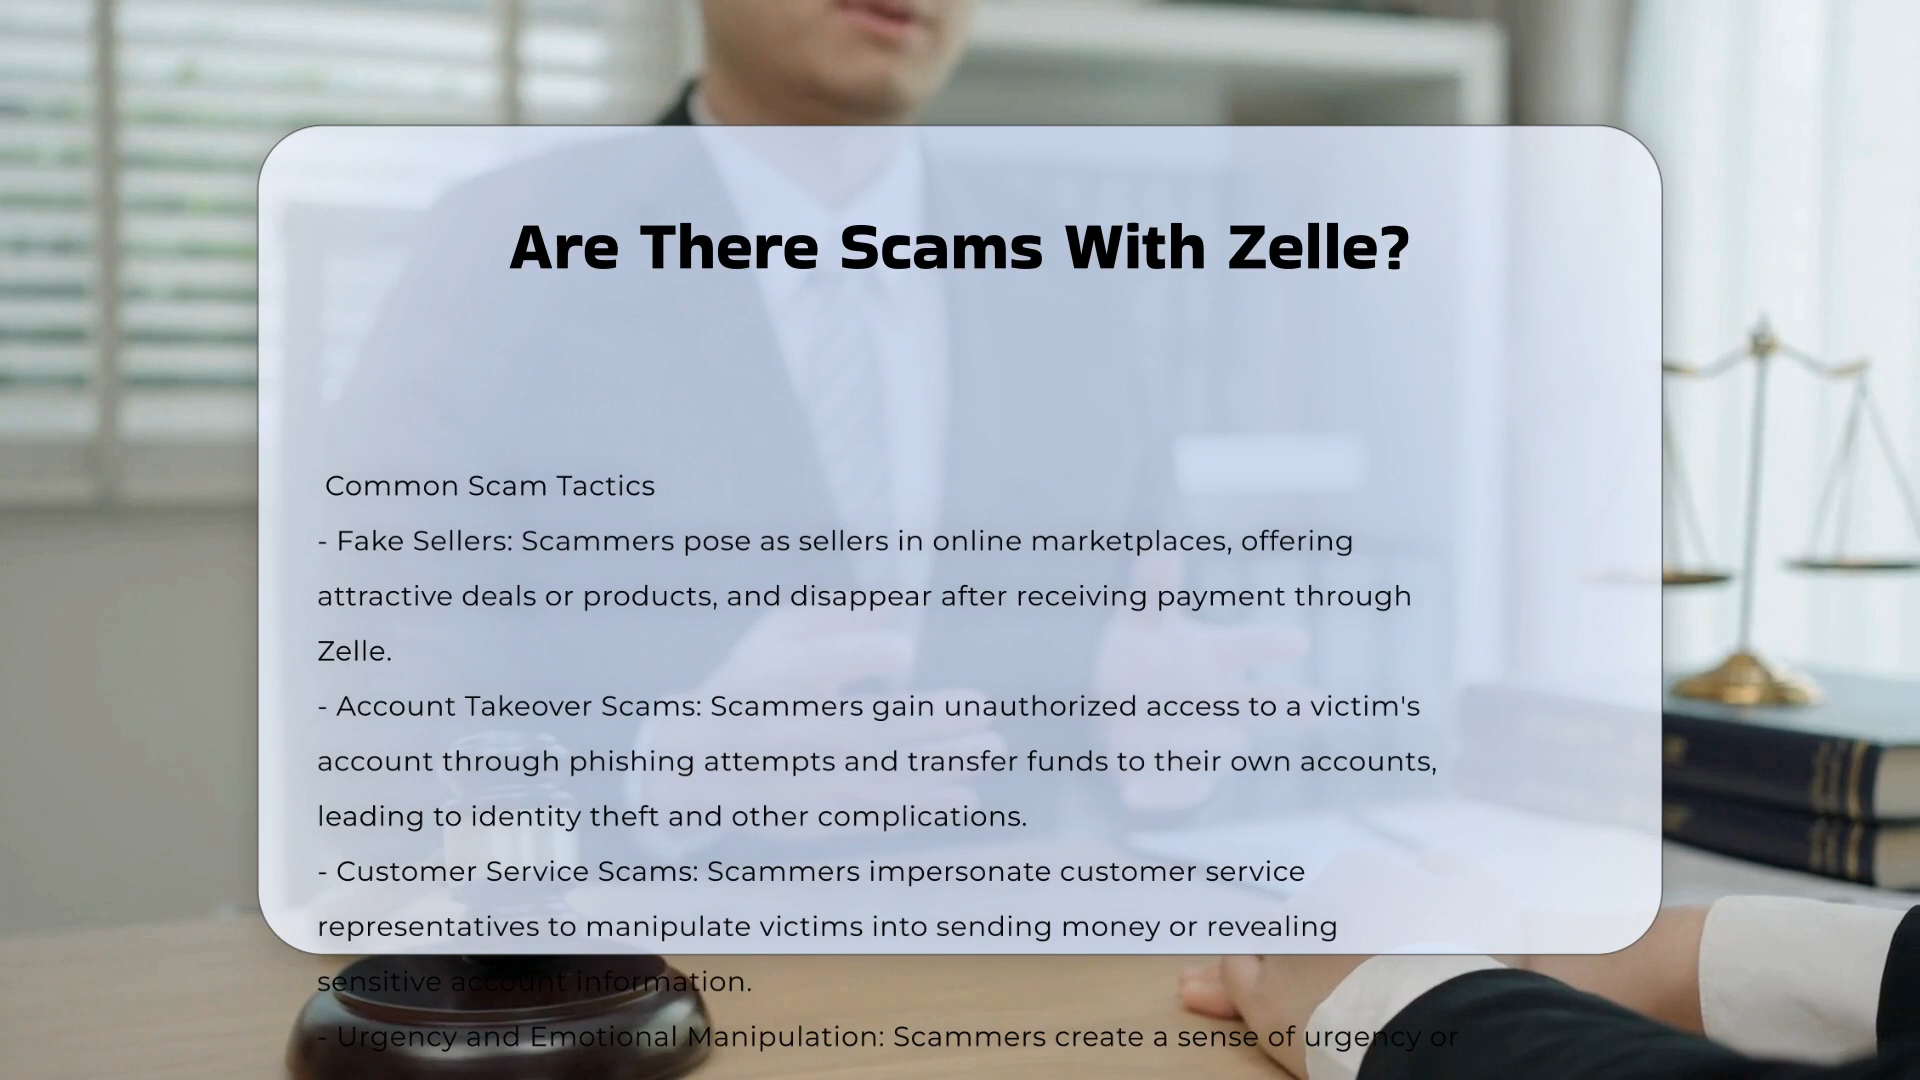 Are There Scams With Zelle?
Common Scam Tactics
- Fake Sellers: Scammers pose as sellers in online marketplaces, offering
attractive deals or products, and disappear after receiving payment through
Zelle.
- Account Takeover Scams: Scammers gain unauthorized access to a victim's
account through phishing attempts and transfer funds to their own accounts,
leading to identity theft and other complications.
- Customer Service Scams: Scammers impersonate customer service
representatives to manipulate victims into sending money or revealing
sensitive account information.
- Urgency and Emotional Manipulation: Scammers create a sense of urgency or